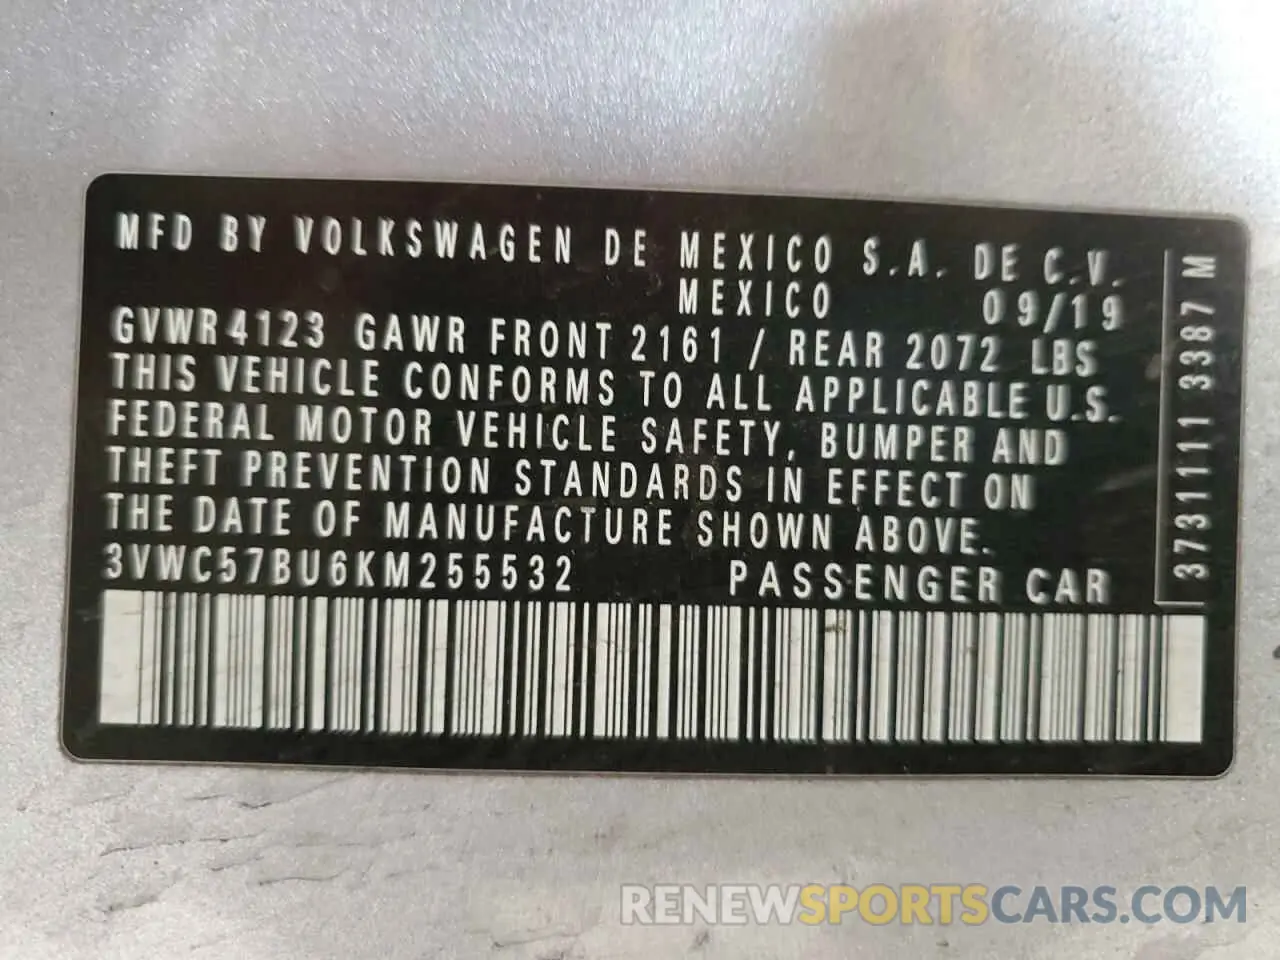 MFD BY VOLKSWAGEN DE MEXICO S.A. DE C.V.
MEXICO 09/19
GVWR 4123 GAWR FRONT 2161 / REAR 2072 LBS
THIS VEHICLE CONFORMS TO ALL APPLICABLE U.S.
FEDERAL MOTOR VEHICLE SAFETY, BUMPER AND
THEFT PREVENTION STANDARDS IN EFFECT ON
THE DATE OF MANUFACTURE SHOWN ABOVE.
3VWC57BU6KM255532 PASSENGER CAR
3731111 3387 M
RENEWSPORTSCARS.COM